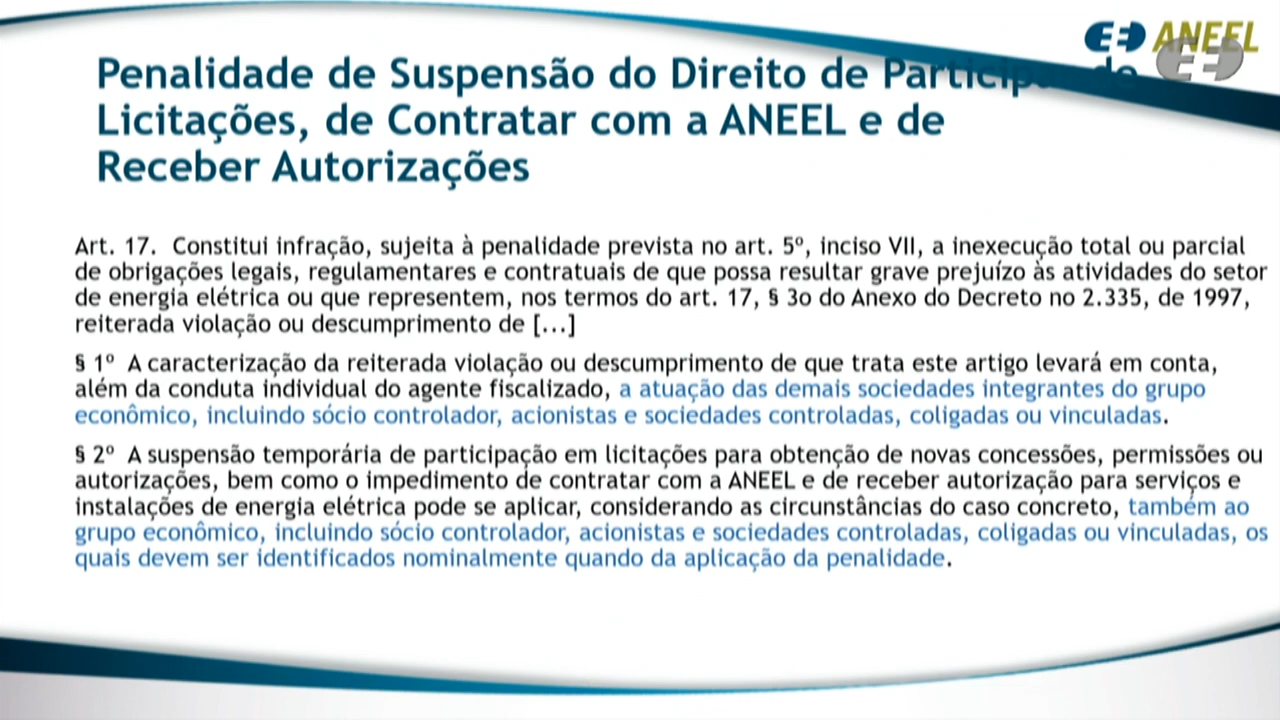 ANEEL
Penalidade de Suspensão do Direito de Participar de
Licitações, de Contratar com a ANEEL e de
Receber Autorizações
Art. 17. Constitui infração, sujeita à penalidade prevista no art. 5º, inciso VII, a inexecução total ou parcial
de obrigações legais, regulamentares e contratuais de que possa resultar grave prejuízo às atividades do setor
de energia elétrica ou que representem, nos termos do art. 17, § 3o do Anexo do Decreto no 2.335, de 1997,
reiterada violação ou descumprimento de [...]
§ 1º A caracterização da reiterada violação ou descumprimento de que trata este artigo levará em conta,
além da conduta individual do agente fiscalizado, a atuação das demais sociedades integrantes do grupo
econômico, incluindo sócio controlador, acionistas e sociedades controladas, coligadas ou vinculadas.
§ 2º A suspensão temporária de participação em licitações para obtenção de novas concessões, permissões ou
autorizações, bem como o impedimento de contratar com a ANEEL e de receber autorização para serviços e
instalações de energia elétrica pode se aplicar, considerando as circunstâncias do caso concreto, também ao
grupo econômico, incluindo sócio controlador, acionistas e sociedades controladas, coligadas ou vinculadas, os
quais devem ser identificados nominalmente quando da aplicação da penalidade.